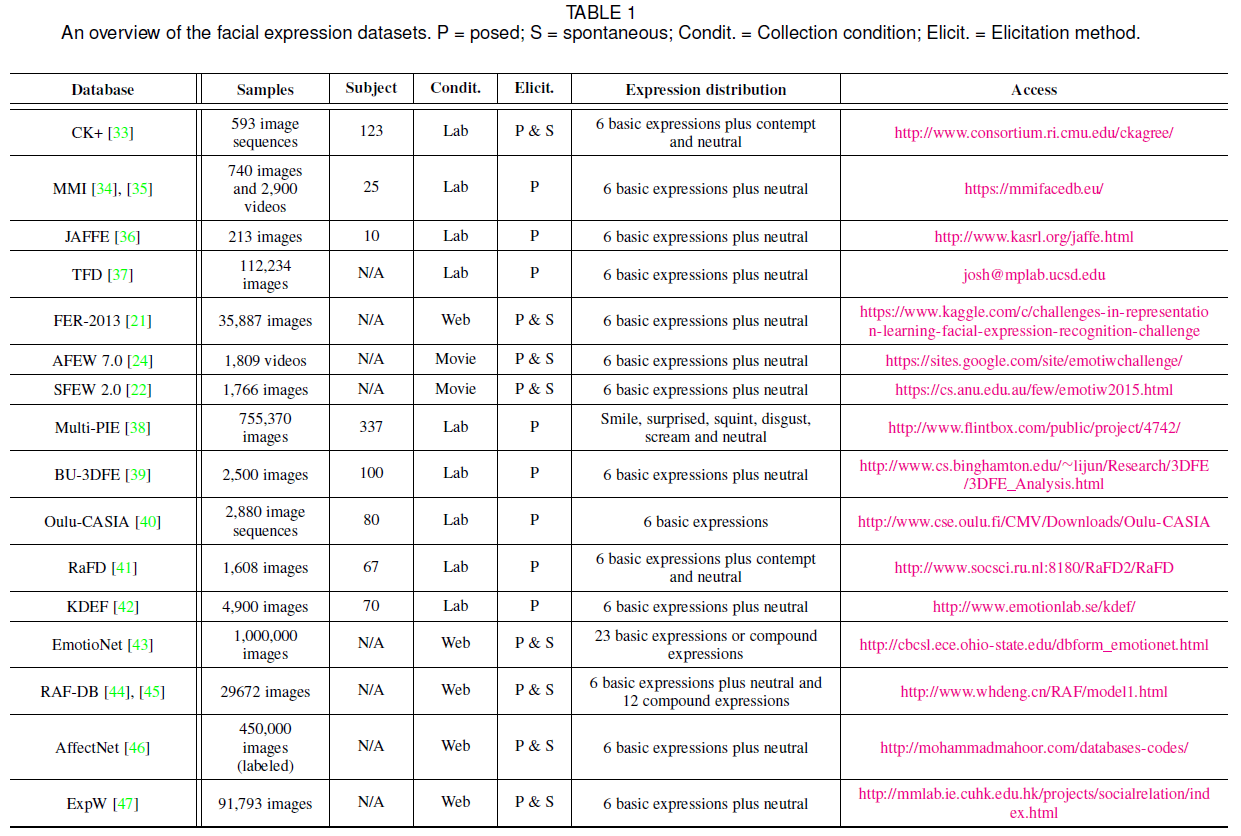 TABLE 1
An overview of the facial expression datasets. P = posed; S = spontaneous; Condit. = Collection condition; Elicit. = Elicitation method.
Database Samples Subject Condit. Elicit. Expression distribution Access
CK+ [33] 593 image sequences 123 Lab P & S 6 basic expressions plus contempt and neutral http://www.consortium.ri.cmu.edu/ckagree/
MMI [34], [35] 740 images and 2,900 videos 25 Lab P 6 basic expressions plus neutral https://mmifacedb.eu/
JAFFE [36] 213 images 10 Lab P 6 basic expressions plus neutral http://www.kasrl.org/jaffe.html
TFD [37] 112,234 images N/A Lab P 6 basic expressions plus neutral josh@mplab.ucsd.edu
FER-2013 [21] 35,887 images N/A Web P & S 6 basic expressions plus neutral https://www.kaggle.com/c/challenges-in-representation-learning-facial-expression-recognition-challenge
AFEW 7.0 [24] 1,809 videos N/A Movie P & S 6 basic expressions plus neutral https://sites.google.com/site/emotiwchallenge/
SFEW 2.0 [22] 1,766 images N/A Movie P & S 6 basic expressions plus neutral https://cs.anu.edu.au/few/emotiw2015.html
Multi-PIE [38] 755,370 images 337 Lab P Smile, surprised, squint, disgust, scream and neutral http://www.flintbox.com/public/project/4742/
BU-3DFE [39] 2,500 images 100 Lab P 6 basic expressions plus neutral http://www.cs.binghamton.edu/~lijun/Research/3DFE/3DFE_Analysis.html
Oulu-CASIA [40] 2,880 image sequences 80 Lab P 6 basic expressions http://www.cse.oulu.fi/CMV/Downloads/Oulu-CASIA
RaFD [41] 1,608 images 67 Lab P 6 basic expressions plus contempt and neutral http://www.socsci.ru.nl:8180/RaFD2/RaFD
KDEF [42] 4,900 images 70 Lab P 6 basic expressions plus neutral http://www.emotionlab.se/kdef/
EmotioNet [43] 1,000,000 images N/A Web P & S 23 basic expressions or compound expressions http://cbcsl.ece.ohio-state.edu/dbform_emotionet.html
RAF-DB [44], [45] 29672 images N/A Web P & S 6 basic expressions plus neutral and 12 compound expressions http://www.whdeng.cn/RAF/model1.html
AffectNet [46] 450,000 images (labeled) N/A Web P & S 6 basic expressions plus neutral http://mohammadmahoor.com/databases-codes/
ExpW [47] 91,793 images N/A Web P & S 6 basic expressions plus neutral http://mmlab.ie.cuhk.edu.hk/projects/socialrelation/index.html